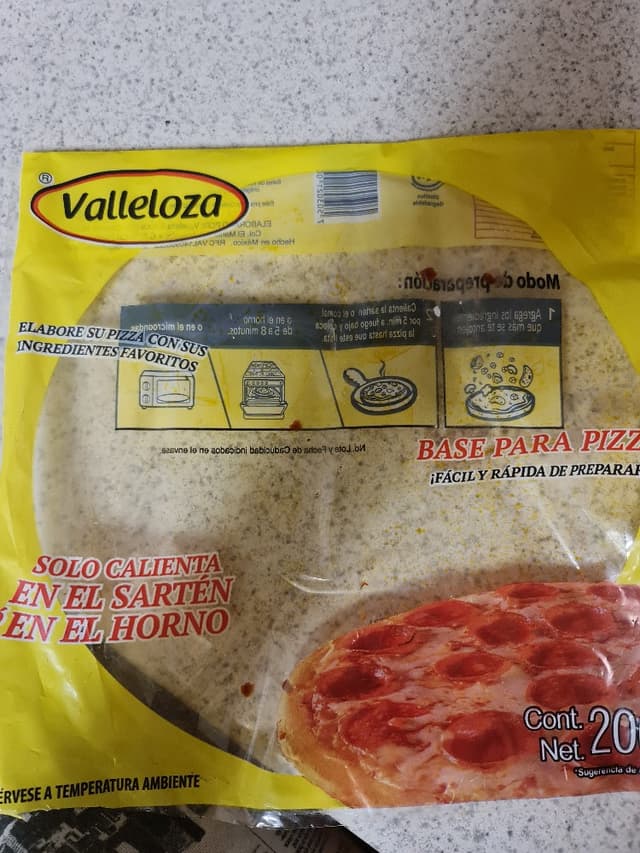 ®
Valleloza
ELABORE SU PIZZA CON SUS
INGREDIENTES FAVORITOS
Hecho en México. RFC
Modo de preparación:
1 Agrega los
que más se te antojen
2 Calienta la sartén o el comal
por 5 min. a fuego bajo y coloca
la pizza hasta que este lista
o en el horno
de 5 a 8 minutos.
o en el microondas
No. Lote y Fecha de Caducidad indicados en el envase
BASE PARA PIZZ
¡FÁCIL Y RÁPIDA DE PREPARAR
SOLO CALIENTA
EN EL SARTÉN
EN EL HORNO
Cont.
Net. 20
*Sugerencia de
ÉRVESE A TEMPERATURA AMBIENTE